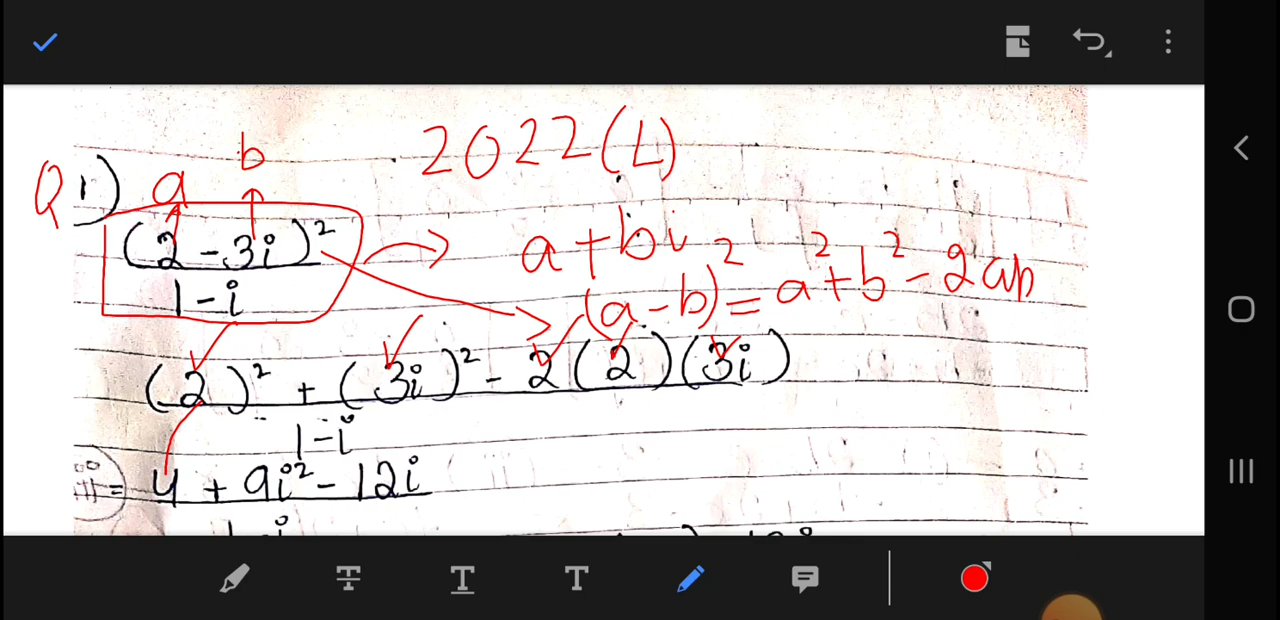 2022(L)
Q1) a b
(2-3i)²
1-i
a+bi
(a-b)²=a²+b²-2ab
(2)²+(3i)²-2(2)(3i)
1-i
= 4+9i²-12i